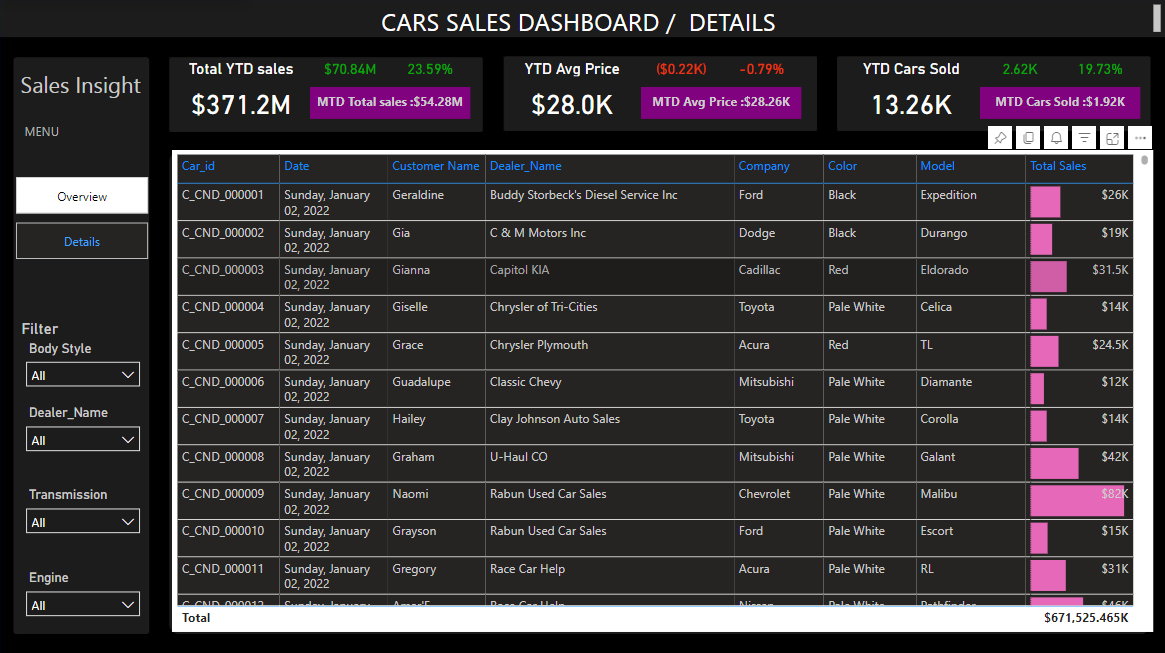 CARS SALES DASHBOARD / DETAILS
Sales Insight
MENU
Overview
Details
Filter
Body Style
All
Dealer_Name
All
Transmission
All
Engine
All
Total YTD sales $70.84M 23.59%
$371.2M MTD Total sales :$54.28M
YTD Avg Price ($0.22K) -0.79%
$28.0K MTD Avg Price :$28.26K
YTD Cars Sold 2.62K 19.73%
13.26K MTD Cars Sold :$1.92K
Car_id Date Customer Name Dealer_Name Company Color Model Total Sales
C_CND_000001 Sunday, January Geraldine Buddy Storbeck's Diesel Service Inc Ford Black Expedition $26K
02, 2022
C_CND_000002 Sunday, January Gia C & M Motors Inc Dodge Black Durango $19K
02, 2022
C_CND_000003 Sunday, January Gianna Capitol KIA Cadillac Red Eldorado $31.5K
02, 2022
C_CND_000004 Sunday, January Giselle Chrysler of Tri-Cities Toyota Pale White Celica $14K
02, 2022
C_CND_000005 Sunday, January Grace Chrysler Plymouth Acura Red TL $24.5K
02, 2022
C_CND_000006 Sunday, January Guadalupe Classic Chevy Mitsubishi Pale White Diamante $12K
02, 2022
C_CND_000007 Sunday, January Hailey Clay Johnson Auto Sales Toyota Pale White Corolla $14K
02, 2022
C_CND_000008 Sunday, January Graham U-Haul CO Mitsubishi Pale White Galant $42K
02, 2022
C_CND_000009 Sunday, January Naomi Rabun Used Car Sales Chevrolet Pale White Malibu $82K
02, 2022
C_CND_000010 Sunday, January Grayson Rabun Used Car Sales Ford Pale White Escort $15K
02, 2022
C_CND_000011 Sunday, January Gregory Race Car Help Acura Pale White RL $31K
02, 2022
Total $671,525.465K